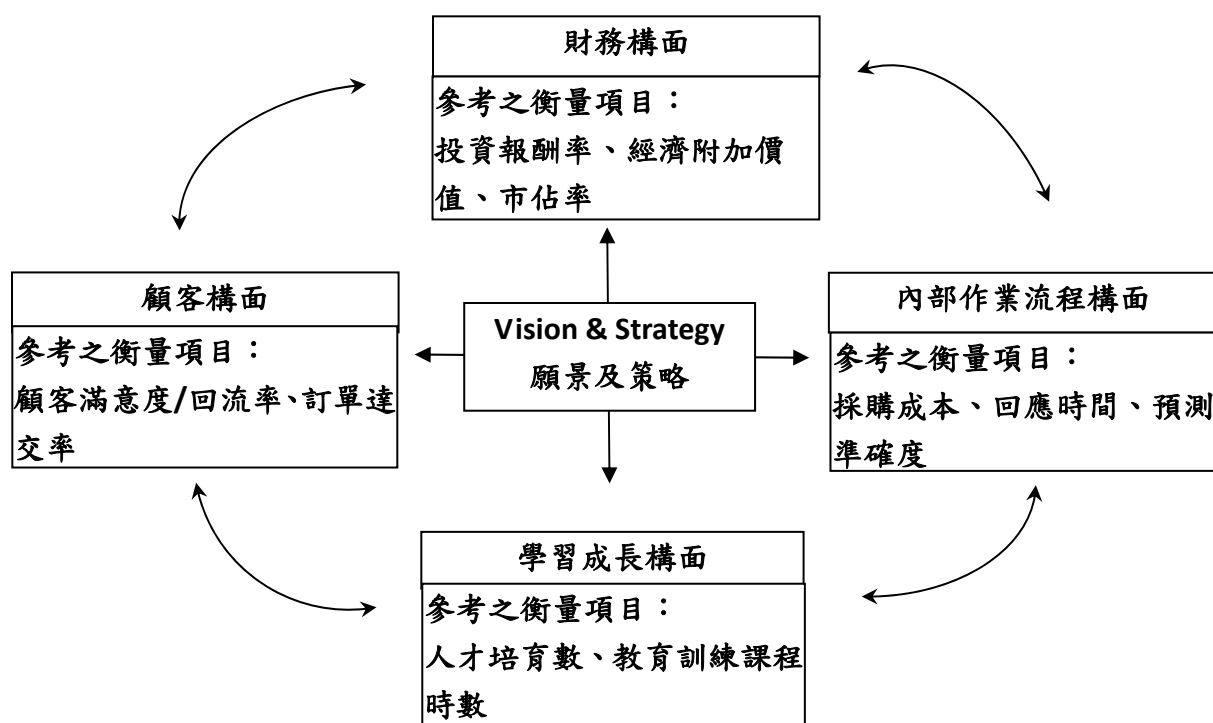 財務構面
參考之衡量項目：
投資報酬率、經濟附加價
值、市佔率
顧客構面
參考之衡量項目：
顧客滿意度/回流率、訂單達
交率
Vision & Strategy
願景及策略
內部作業流程構面
參考之衡量項目：
採購成本、回應時間、預測
準確度
學習成長構面
參考之衡量項目：
人才培育數、教育訓練課程
時數